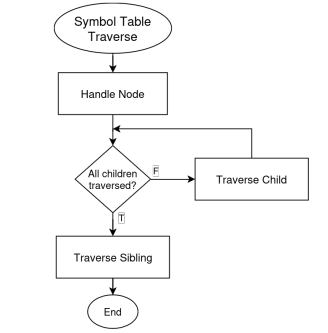 Symbol Table
Traverse
Handle Node
All children
traversed?
F
Traverse Child
T
Traverse Sibling
End